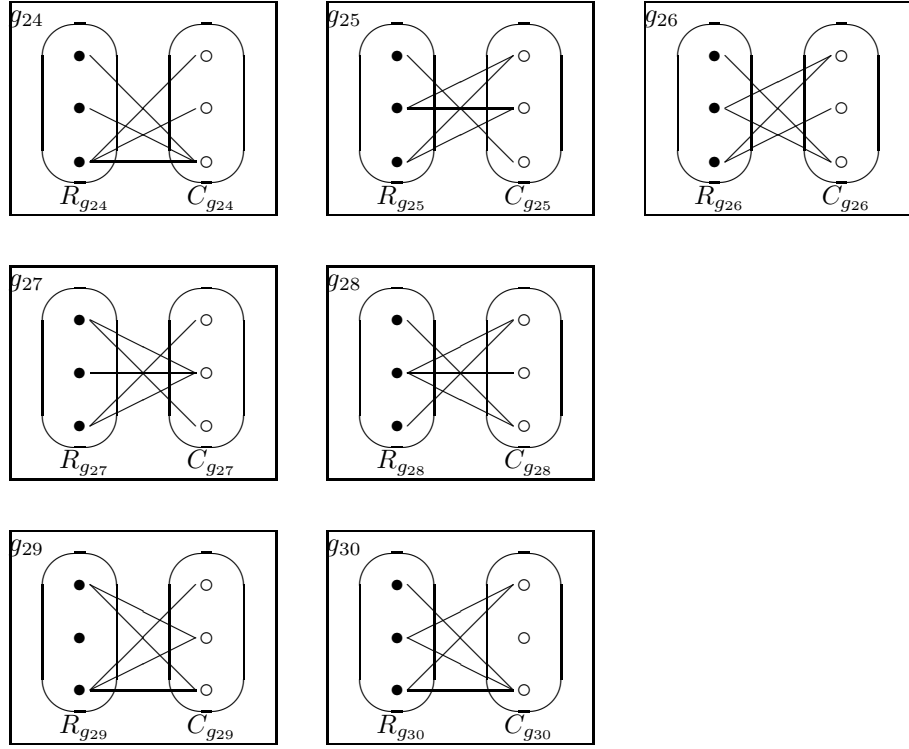 g₂₄ g₂₅ g₂₆
R_{g₂₄} C_{g₂₄} R_{g₂₅} C_{g₂₅} R_{g₂₆} C_{g₂₆}
g₂₇ g₂₈
R_{g₂₇} C_{g₂₇} R_{g₂₈} C_{g₂₈}
g₂₉ g₃₀
R_{g₂₉} C_{g₂₉} R_{g₃₀} C_{g₃₀}